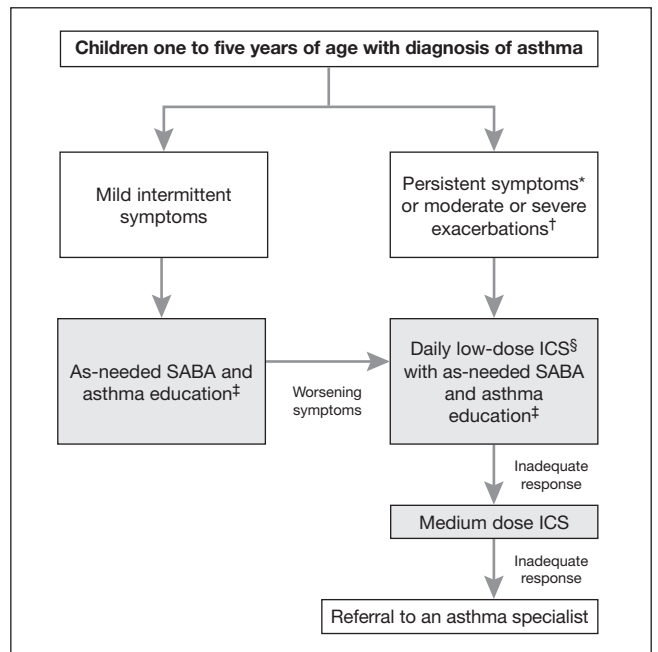 Children one to five years of age with diagnosis of asthma
Mild intermittent
symptoms
Persistent symptoms*
or moderate or severe
exacerbations†
As-needed SABA and
asthma education‡
Worsening
symptoms
Daily low-dose ICS§
with as-needed SABA
and asthma
education‡
Inadequate
response
Medium dose ICS
Inadequate
response
Referral to an asthma specialist